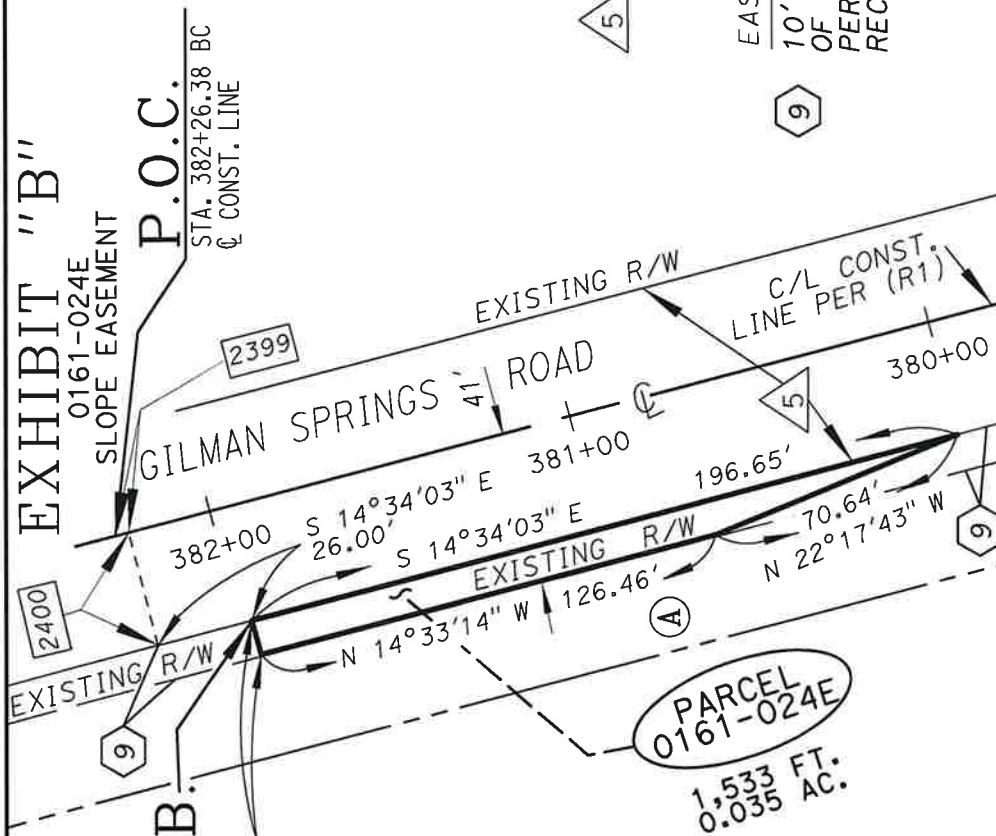 EXHIBIT "B"
0161-024E
SLOPE EASEMENT
P.O.C.
STA. 382+26.38 BC
℄ CONST. LINE
5
EAS
10'
OF
PER
REC
9
2399
EXISTING R/W
C/L CONST.
LINE PER (R1)
GILMAN SPRINGS ROAD
41'
℄
380+00
381+00
382+00
5
2400
S 14°34'03" E
26.00'
S 14°34'03" E
196.65'
EXISTING R/W
EXISTING R/W
70.64'
N 22°17'43" W
N 14°33'14" W
126.46'
9
9
A
B.
PARCEL
0161-024E
1,533 FT.
0.035 AC.